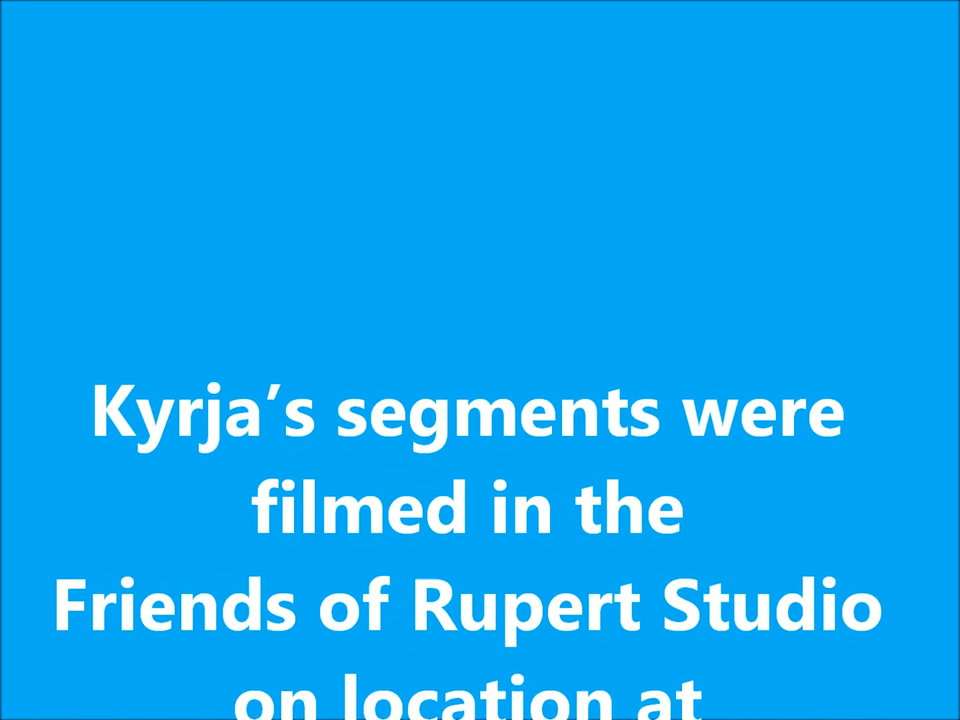 Kyrja’s segments were
filmed in the
Friends of Rupert Studio
on location at